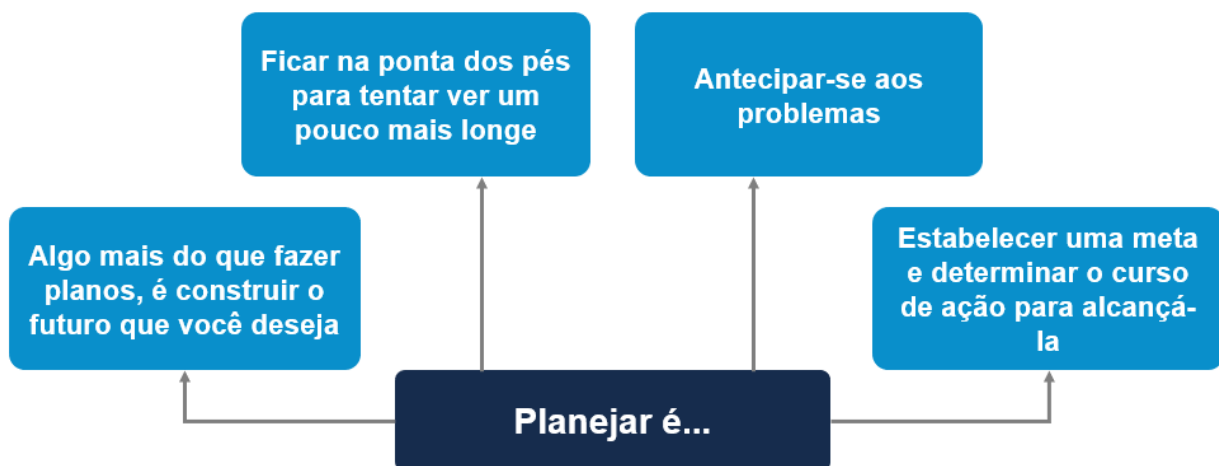 Ficar na ponta dos pés
para tentar ver um
pouco mais longe
Antecipar-se aos
problemas
Algo mais do que fazer
planos, é construir o
futuro que você deseja
Estabelecer uma meta
e determinar o curso
de ação para alcançá-
la
Planejar é...